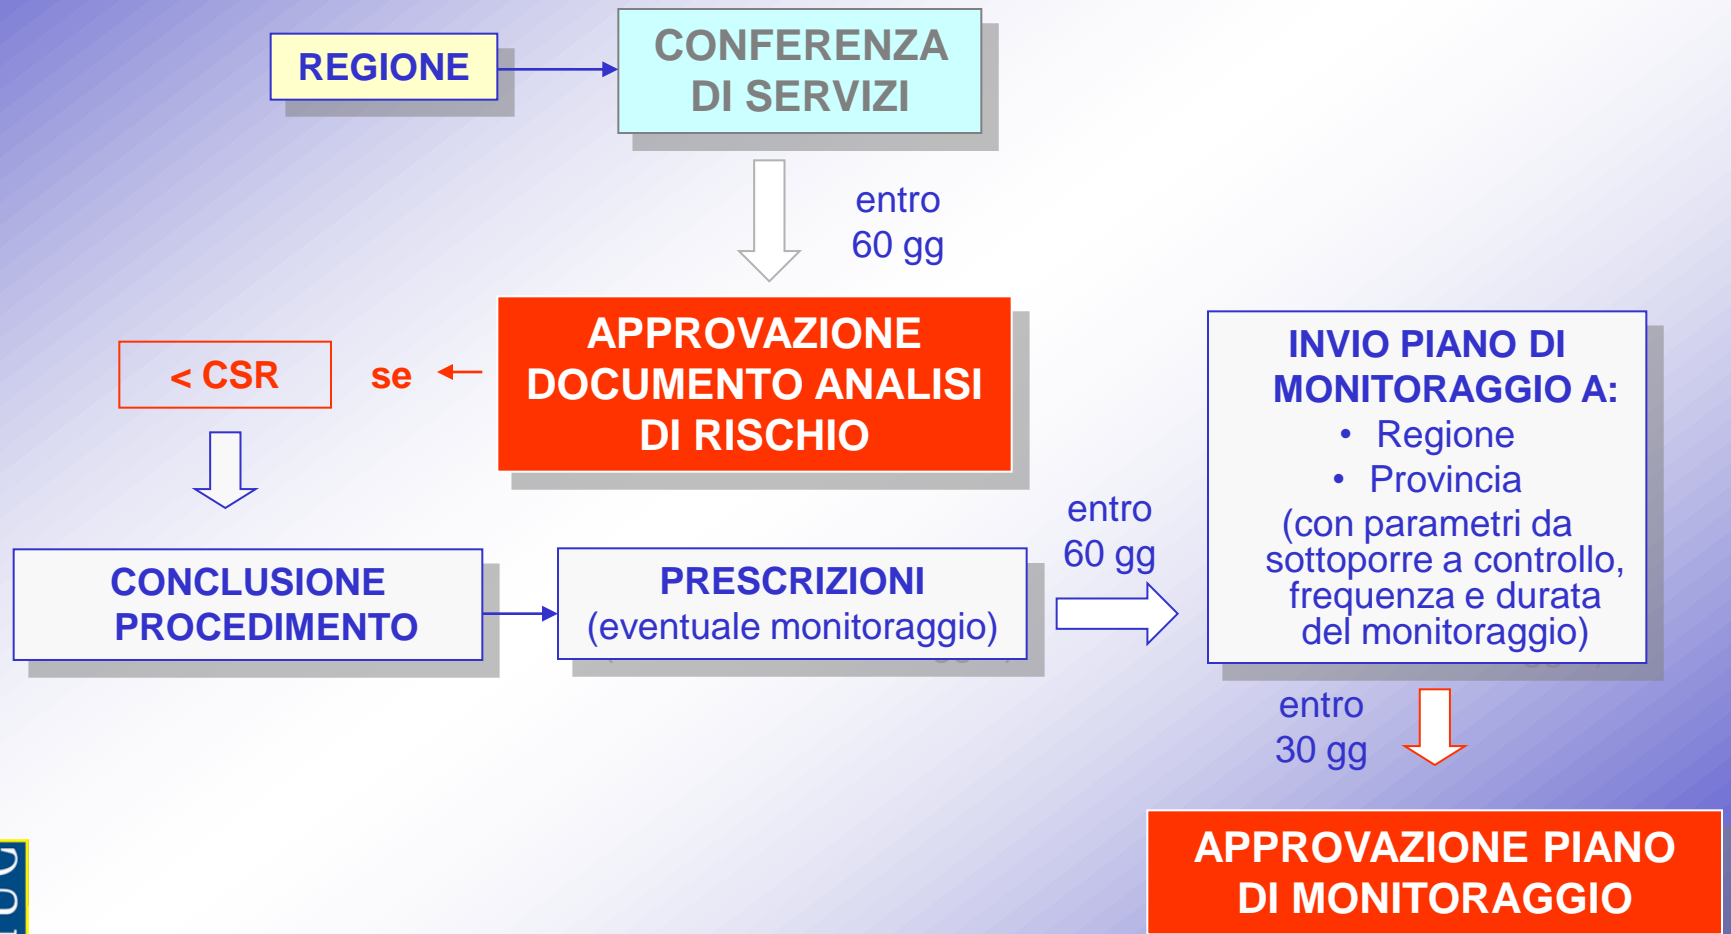 REGIONE
CONFERENZA
DI SERVIZI
entro
60 gg
APPROVAZIONE
DOCUMENTO ANALISI
DI RISCHIO
se
< CSR
CONCLUSIONE
PROCEDIMENTO
PRESCRIZIONI
(eventuale monitoraggio)
entro
60 gg
INVIO PIANO DI
MONITORAGGIO A:
• Regione
• Provincia
(con parametri da
sottoporre a controllo,
frequenza e durata
del monitoraggio)
entro
30 gg
APPROVAZIONE PIANO
DI MONITORAGGIO